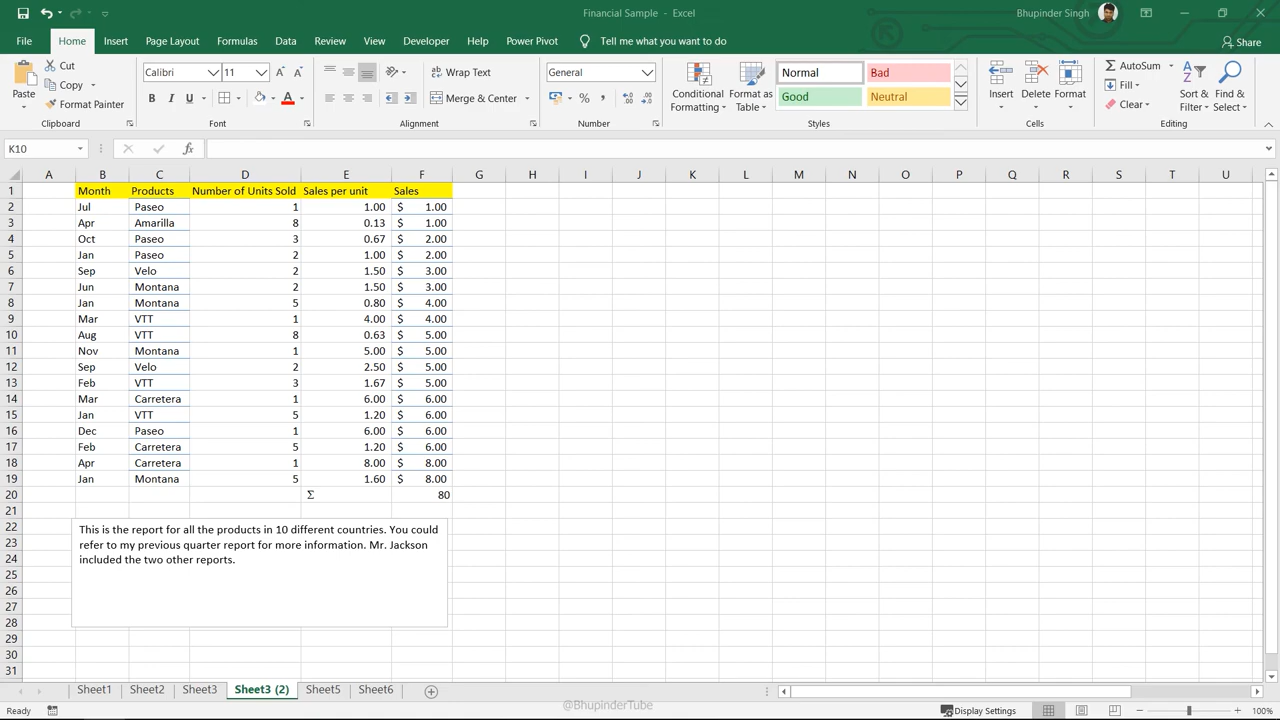 Financial Sample - Excel
Bhupinder Singh
File Home Insert Page Layout Formulas Data Review View Developer Help Power Pivot Tell me what you want to do Share
Paste
Cut
Copy
Format Painter
Clipboard
Calibri 11
B I U
Font
Wrap Text
Merge & Center
Alignment
General
%
Number
Conditional Formatting
Format as Table
Normal Bad
Good Neutral
Styles
Insert Delete Format
Cells
AutoSum
Fill
Clear
Sort & Filter
Find & Select
Editing
K10 fx
A B C D E F G H I J K L M N O P Q R S T U
1 Month Products Number of Units Sold Sales per unit Sales
2 Jul Paseo 1 1.00 $ 1.00
3 Apr Amarilla 8 0.13 $ 1.00
4 Oct Paseo 3 0.67 $ 2.00
5 Jan Paseo 2 1.00 $ 2.00
6 Sep Velo 2 1.50 $ 3.00
7 Jun Montana 2 1.50 $ 3.00
8 Jan Montana 5 0.80 $ 4.00
9 Mar VTT 1 4.00 $ 4.00
10 Aug VTT 8 0.63 $ 5.00
11 Nov Montana 1 5.00 $ 5.00
12 Sep Velo 2 2.50 $ 5.00
13 Feb VTT 3 1.67 $ 5.00
14 Mar Carretera 1 6.00 $ 6.00
15 Jan VTT 5 1.20 $ 6.00
16 Dec Paseo 1 6.00 $ 6.00
17 Feb Carretera 5 1.20 $ 6.00
18 Apr Carretera 1 8.00 $ 8.00
19 Jan Montana 5 1.60 $ 8.00
20 Σ 80
21
22
23
24
25
26
27
28
29
30
31
This is the report for all the products in 10 different countries. You could
refer to my previous quarter report for more information. Mr. Jackson
included the two other reports.
Sheet1 Sheet2 Sheet3 Sheet3 (2) Sheet5 Sheet6
Ready @BhupinderTube Display Settings 100%